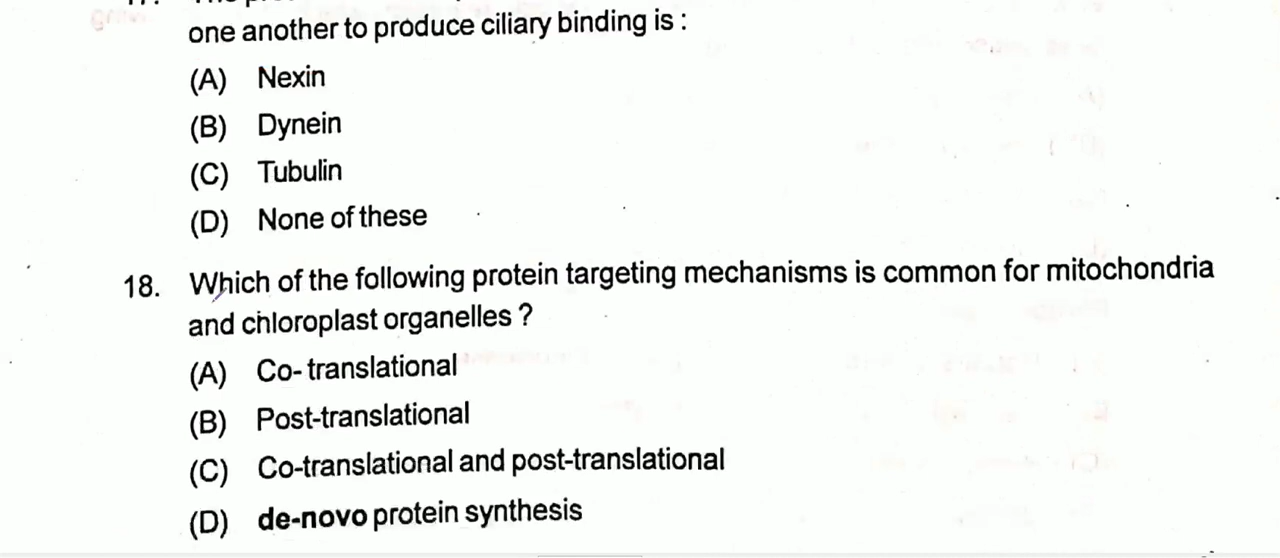 one another to produce ciliary binding is :
(A) Nexin
(B) Dynein
(C) Tubulin
(D) None of these
18. Which of the following protein targeting mechanisms is common for mitochondria
and chloroplast organelles ?
(A) Co- translational
(B) Post-translational
(C) Co-translational and post-translational
(D) de-novo protein synthesis